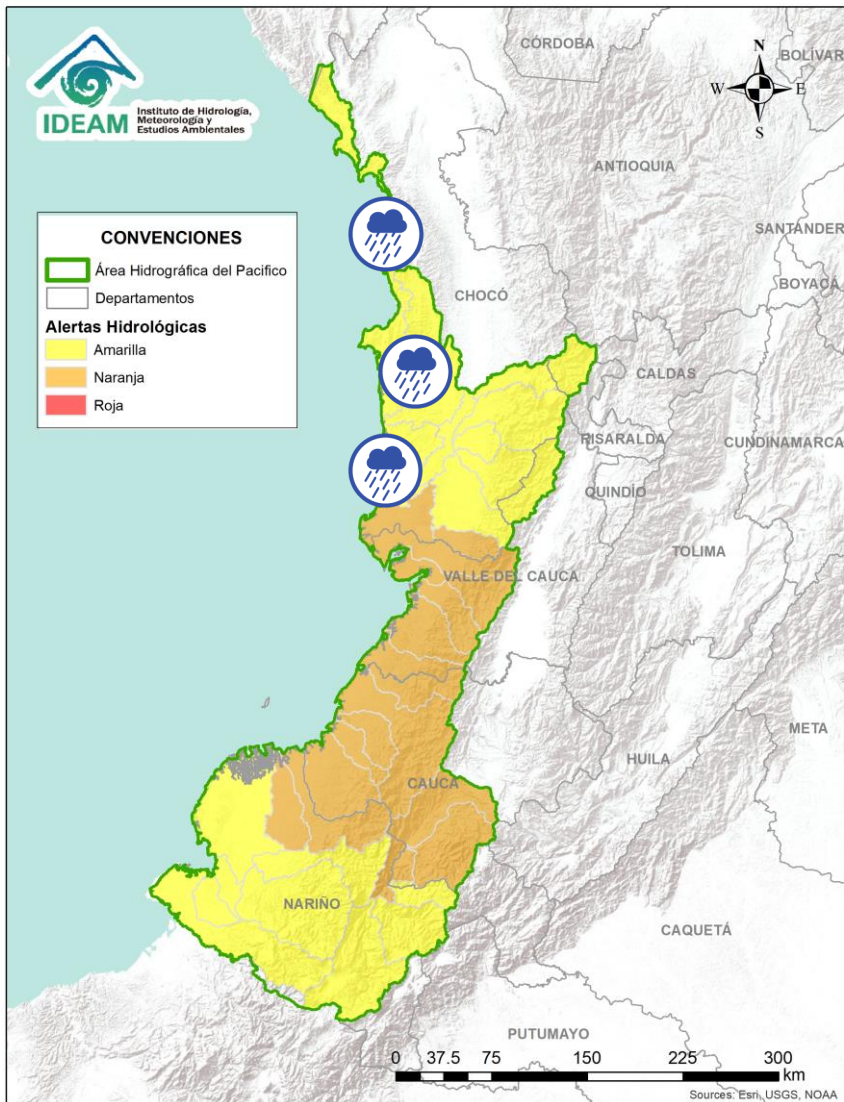 IDEAM
Instituto de Hidrología,
Meteorología y
Estudios Ambientales
CÓRDOBA
BOLÍVAR
N
W
E
S
ANTIOQUIA
SANTANDER
BOYACÁ
CHOCÓ
CONVENCIONES
Área Hidrográfica del Pacifico
Departamentos
Alertas Hidrológicas
Amarilla
Naranja
Roja
CALDAS
RISARALDA
CUNDINAMARCA
QUINDÍO
TOLIMA
VALLE DEL CAUCA
META
HUILA
CAUCA
NARIÑO
CAQUETÁ
PUTUMAYO
0 37.5 75 150 225 300
km
Sources: Esri, USGS, NOAA